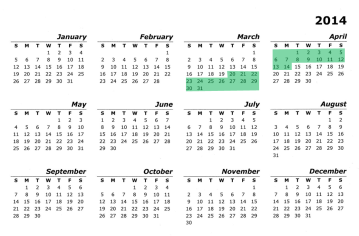 2014
January
S M T W T F S
1 2 3 4
5 6 7 8 9 10 11
12 13 14 15 16 17 18
19 20 21 22 23 24 25
26 27 28 29 30 31
February
S M T W T F S
1
2 3 4 5 6 7 8
9 10 11 12 13 14 15
16 17 18 19 20 21 22
23 24 25 26 27 28
March
S M T W T F S
1
2 3 4 5 6 7 8
9 10 11 12 13 14 15
16 17 18 19 20 21 22
23 24 25 26 27 28 29
30 31
April
S M T W T F S
1 2 3 4 5
6 7 8 9 10 11 12
13 14 15 16 17 18 19
20 21 22 23 24 25 26
27 28 29 30
May
S M T W T F S
1 2 3
4 5 6 7 8 9 10
11 12 13 14 15 16 17
18 19 20 21 22 23 24
25 26 27 28 29 30 31
June
S M T W T F S
1 2 3 4 5 6 7
8 9 10 11 12 13 14
15 16 17 18 19 20 21
22 23 24 25 26 27 28
29 30
July
S M T W T F S
1 2 3 4 5
6 7 8 9 10 11 12
13 14 15 16 17 18 19
20 21 22 23 24 25 26
27 28 29 30 31
August
S M T W T F S
1 2
3 4 5 6 7 8 9
10 11 12 13 14 15 16
17 18 19 20 21 22 23
24 25 26 27 28 29 30
31
September
S M T W T F S
1 2 3 4 5 6
7 8 9 10 11 12 13
14 15 16 17 18 19 20
21 22 23 24 25 26 27
28 29 30
October
S M T W T F S
1 2 3 4
5 6 7 8 9 10 11
12 13 14 15 16 17 18
19 20 21 22 23 24 25
26 27 28 29 30 31
November
S M T W T F S
1
2 3 4 5 6 7 8
9 10 11 12 13 14 15
16 17 18 19 20 21 22
23 24 25 26 27 28 29
30
December
S M T W T F S
1 2 3 4 5 6
7 8 9 10 11 12 13
14 15 16 17 18 19 20
21 22 23 24 25 26 27
28 29 30 31